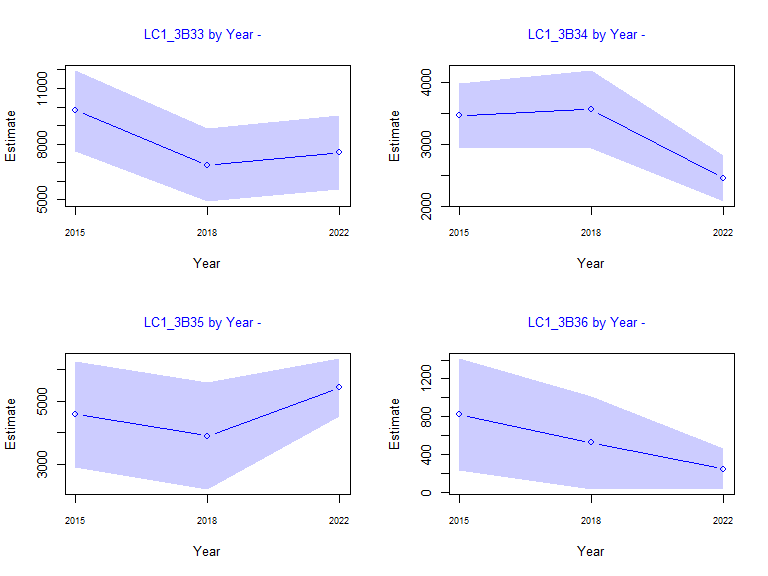 LC1_3B33 by Year -
Estimate
11000
8000
5000
2015
2018
2022
Year
LC1_3B34 by Year -
Estimate
4000
3000
2000
2015
2018
2022
Year
LC1_3B35 by Year -
Estimate
5000
3000
2015
2018
2022
Year
LC1_3B36 by Year -
Estimate
1200
800
400
0
2015
2018
2022
Year